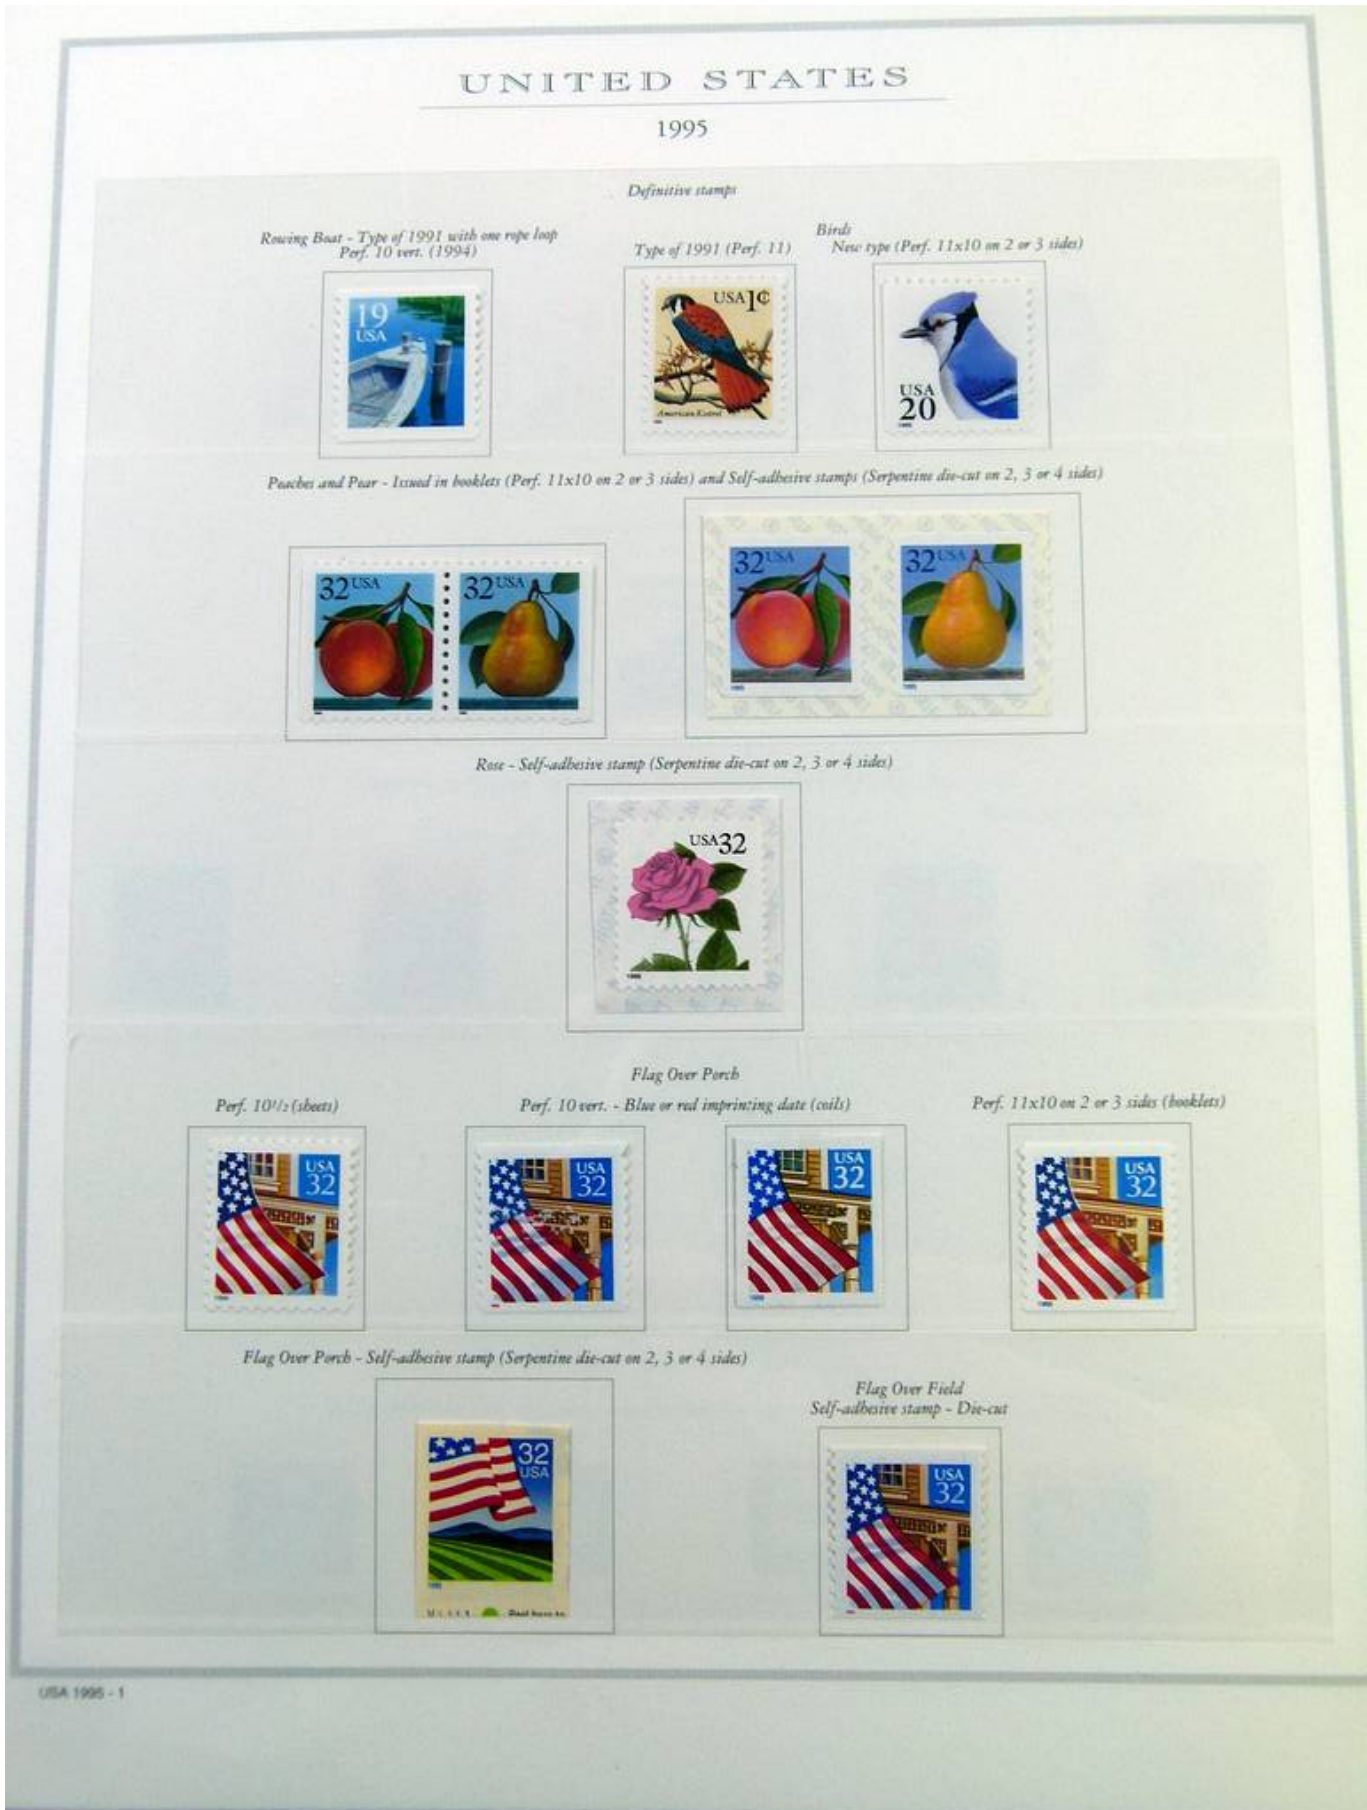 UNITED STATES
1995
Definitive stamps
Rowing Boat - Type of 1991 with one rope loop
Perf. 10 vert. (1994)
Type of 1991 (Perf. 11)
Birds
New type (Perf. 11x10 on 2 or 3 sides)
19
USA
USA 1¢
American Kestrel
USA
20
1995
Peaches and Pear - Issued in booklets (Perf. 11x10 on 2 or 3 sides) and Self-adhesive stamps (Serpentine die-cut on 2, 3 or 4 sides)
32 USA
32 USA
32 USA
1995
32 USA
1995
Rose - Self-adhesive stamp (Serpentine die-cut on 2, 3 or 4 sides)
USA 32
1995
Flag Over Porch
Perf. 10 1/2 (sheets)
Perf. 10 vert. - Blue or red imprinting date (coils)
Perf. 11x10 on 2 or 3 sides (booklets)
USA
32
USA
32
USA
32
USA
32
Flag Over Porch - Self-adhesive stamp (Serpentine die-cut on 2, 3 or 4 sides)
Flag Over Field
Self-adhesive stamp - Die-cut
32
USA
1995
USA
32
USA 1995 - 1